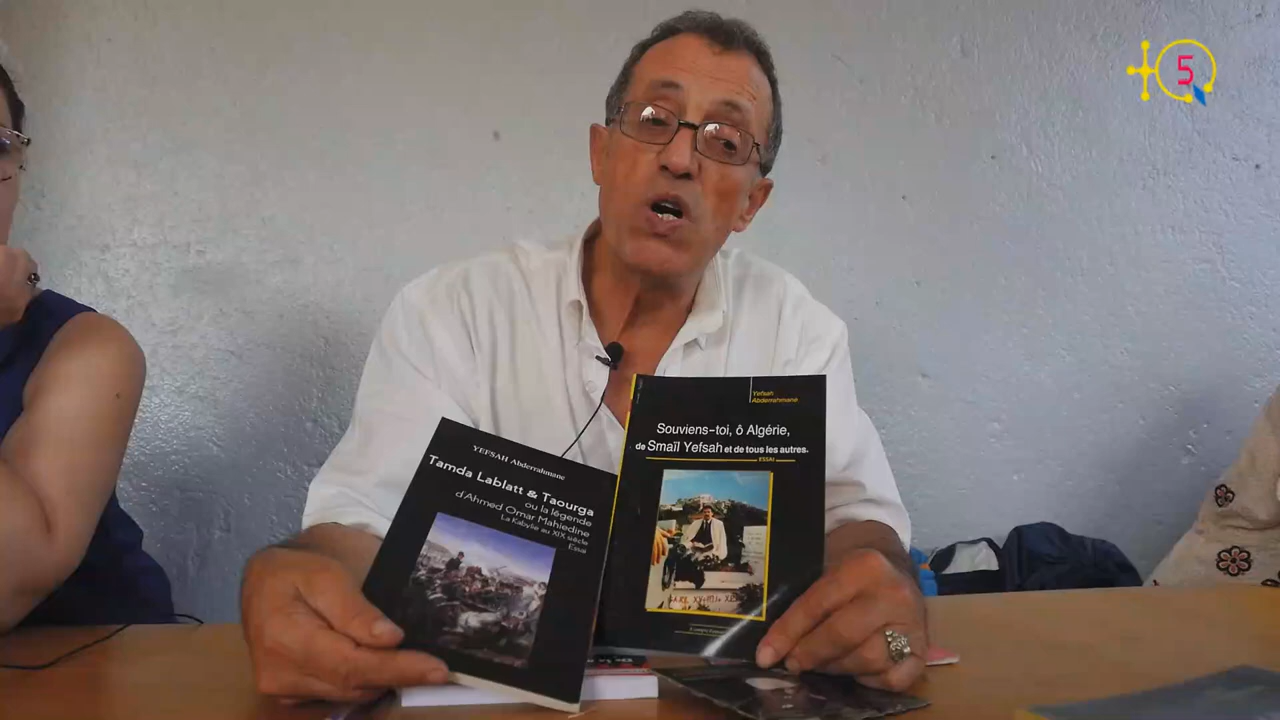 5
Yefsah
Abderrahmane
Souviens-toi, ô Algérie,
de Smaïl Yefsah et de tous les autres.
ESSAI
YEFSAH Abderrahmane
Tamda Lablatt & Taourga
ou la légende
d'Ahmed Omar Mahiedine
La Kabylie au XIX siècle
Essai